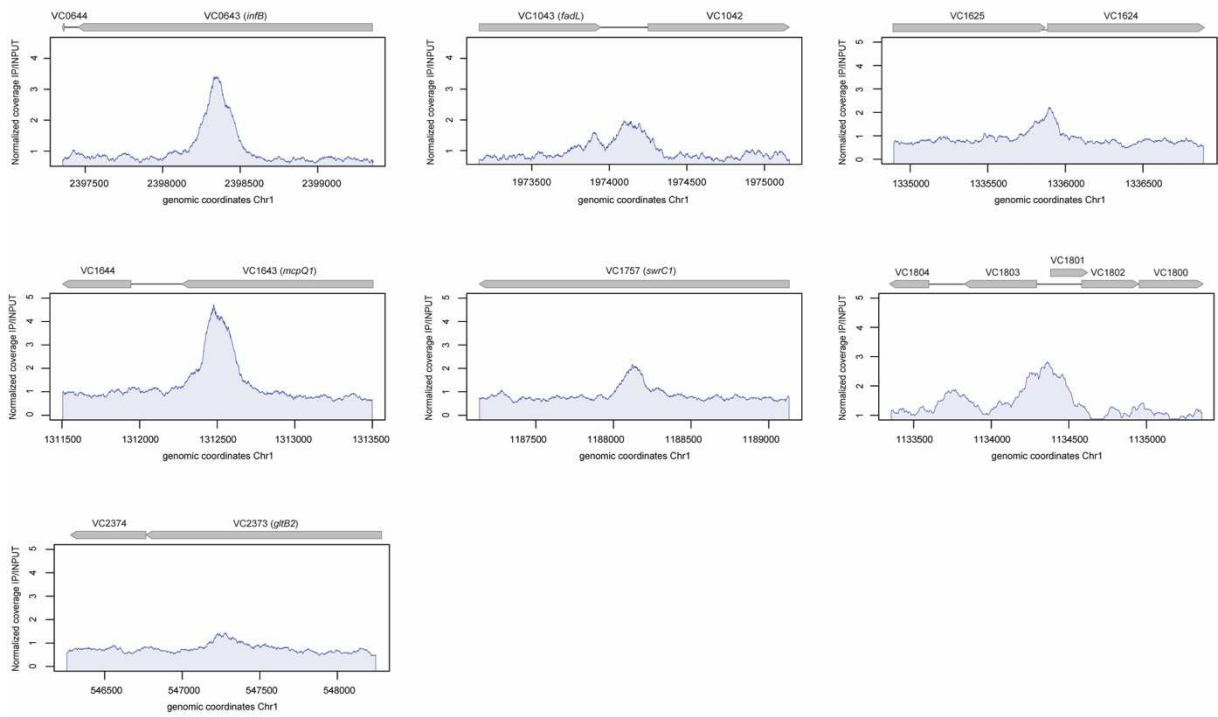 VC0644 VC0643 (infB)
Normalized coverage IP/INPUT
4
3
2
1
2397500 2398000 2398500 2399000
genomic coordinates Chr1
VC1043 (fadL) VC1042
Normalized coverage IP/INPUT
4
3
2
1
1973500 1974000 1974500 1975000
genomic coordinates Chr1
VC1625 VC1624
Normalized coverage IP/INPUT
5
4
3
2
1
0
1335000 1335500 1336000 1336500
genomic coordinates Chr1
VC1644 VC1643 (mcpQ1)
Normalized coverage IP/INPUT
5
4
3
2
1
0
1311500 1312000 1312500 1313000 1313500
genomic coordinates Chr1
VC1757 (swrC1)
Normalized coverage IP/INPUT
5
4
3
2
1
0
1187500 1188000 1188500 1189000
genomic coordinates Chr1
VC1801
VC1804 VC1803 VC1802 VC1800
Normalized coverage IP/INPUT
5
4
3
2
1
1133500 1134000 1134500 1135000
genomic coordinates Chr1
VC2374 VC2373 (gltB2)
Normalized coverage IP/INPUT
5
4
3
2
1
0
546500 547000 547500 548000
genomic coordinates Chr1